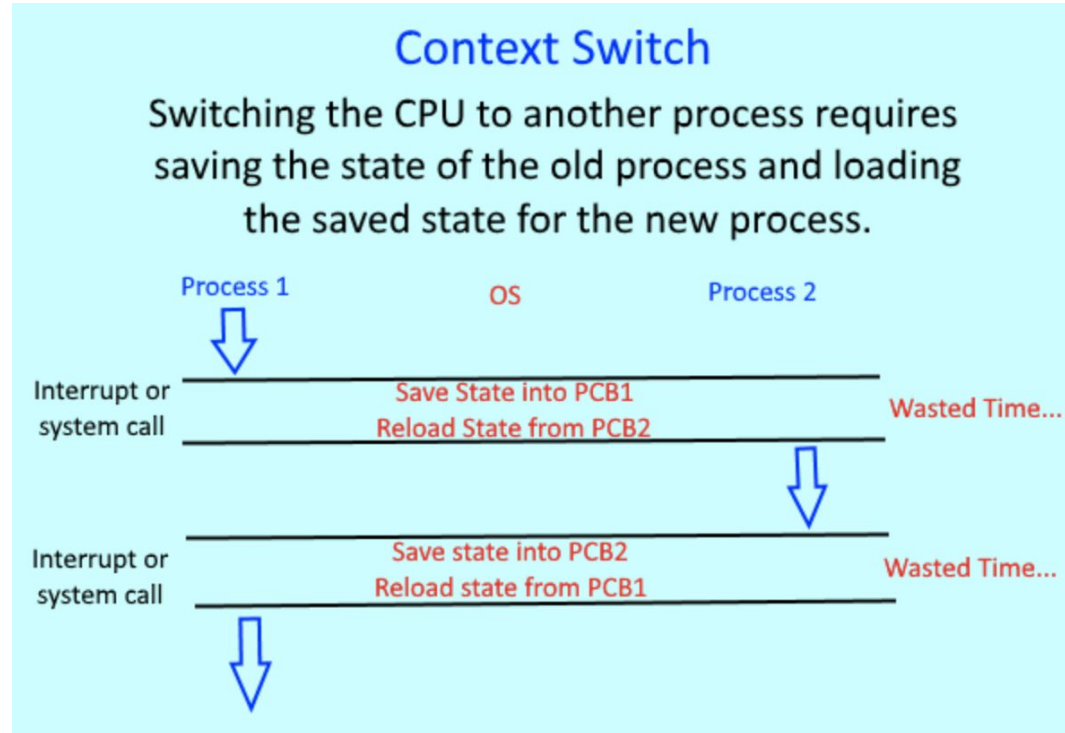 Context Switch
Switching the CPU to another process requires
saving the state of the old process and loading
the saved state for the new process.
Process 1
OS
Process 2
Interrupt or
system call
Save State into PCB1
Reload State from PCB2
Wasted Time...
Interrupt or
system call
Save state into PCB2
Reload state from PCB1
Wasted Time...